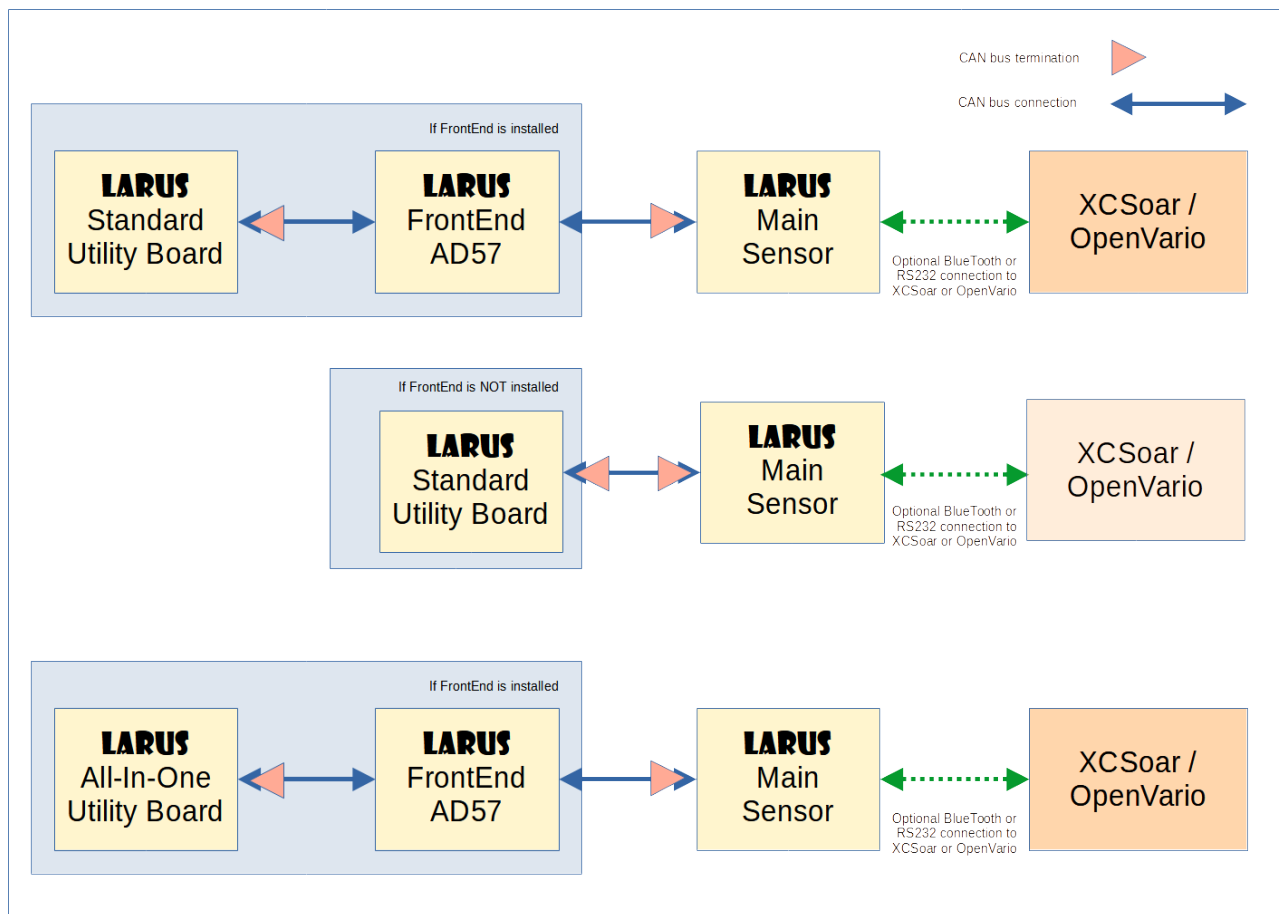 CAN bus termination
CAN bus connection
If FrontEnd is installed
LARUS
Standard
Utility Board
LARUS
FrontEnd
AD57
LARUS
Main
Sensor
Optional BlueTooth or
RS232 connection to
XCSoar or OpenVario
XCSoar /
OpenVario
If FrontEnd is NOT installed
LARUS
Standard
Utility Board
LARUS
Main
Sensor
Optional BlueTooth or
RS232 connection to
XCSoar or OpenVario
XCSoar /
OpenVario
If FrontEnd is installed
LARUS
All-In-One
Utility Board
LARUS
FrontEnd
AD57
LARUS
Main
Sensor
Optional BlueTooth or
RS232 connection to
XCSoar or OpenVario
XCSoar /
OpenVario